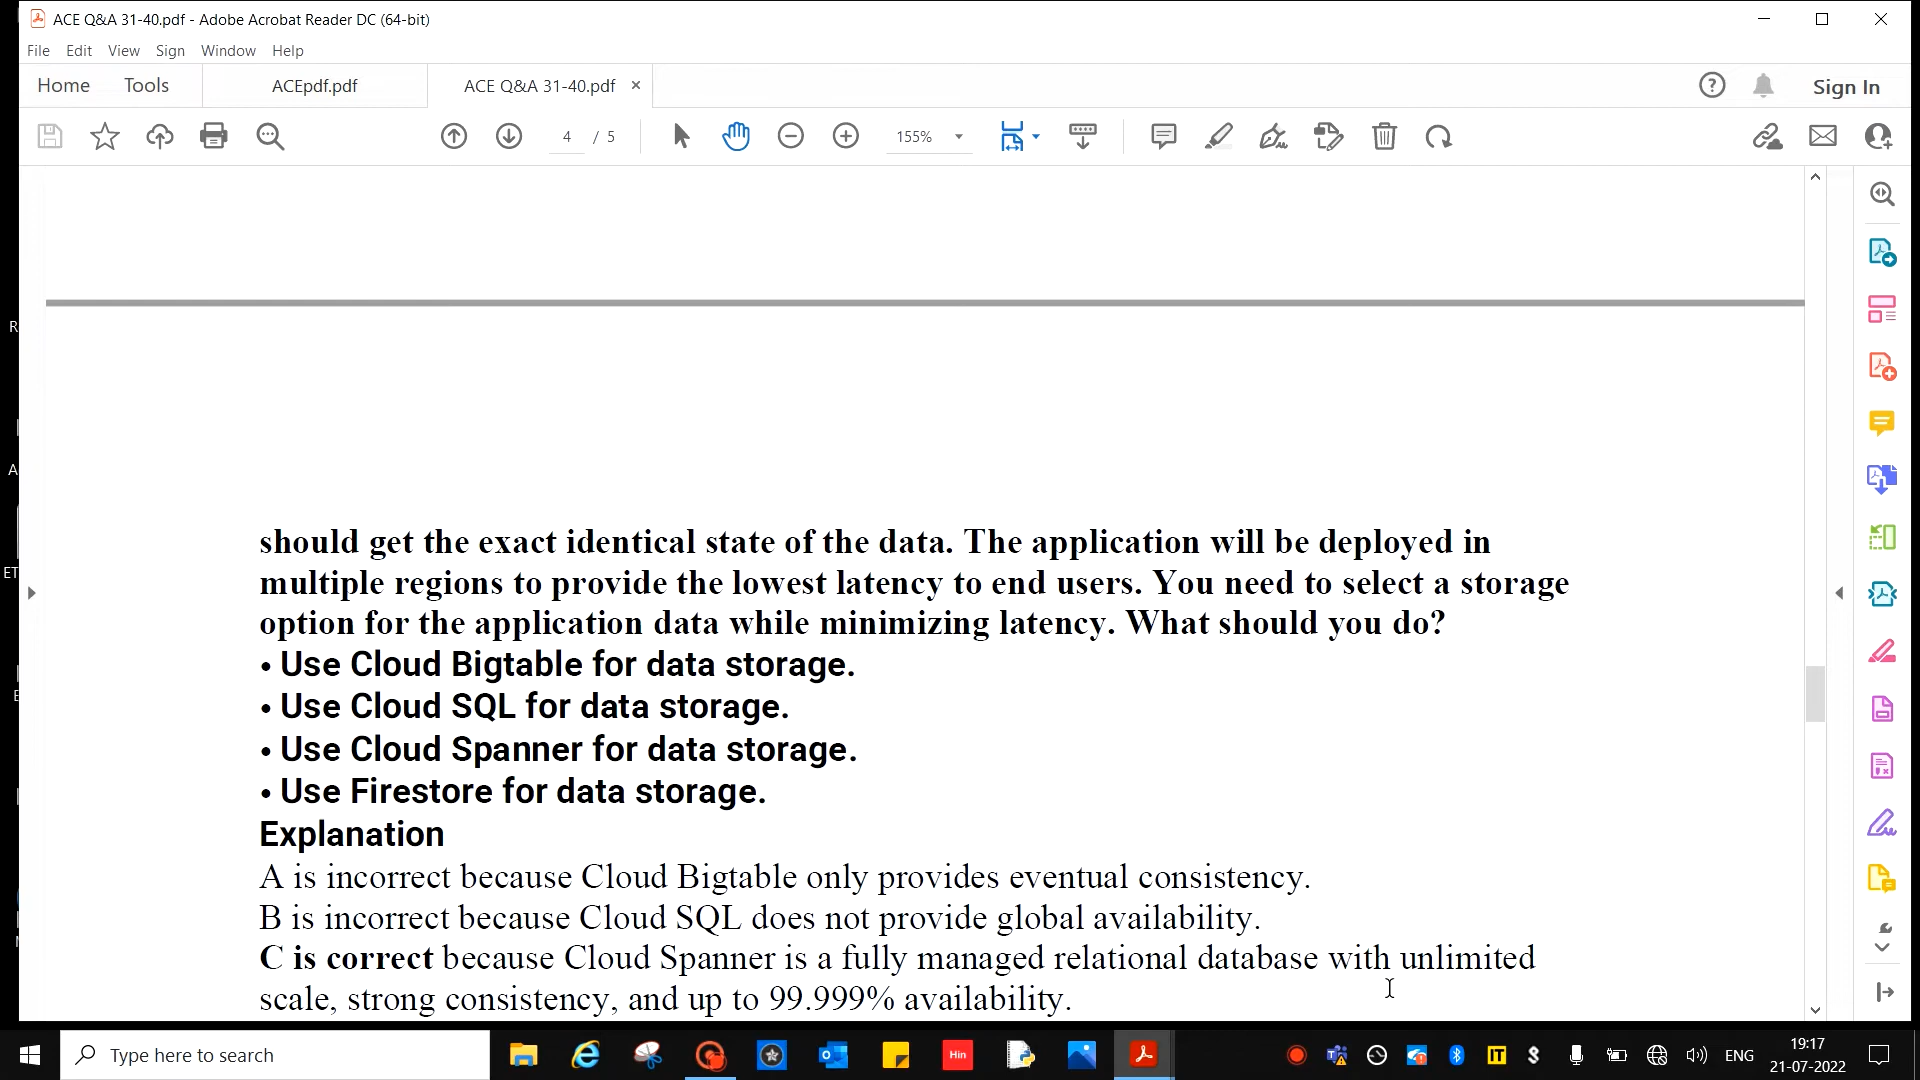 ACE Q&A 31-40.pdf - Adobe Acrobat Reader DC (64-bit)
File Edit View Sign Window Help
Home Tools ACEpdf.pdf ACE Q&A 31-40.pdf × Sign In
4 / 5 155%
should get the exact identical state of the data. The application will be deployed in
multiple regions to provide the lowest latency to end users. You need to select a storage
option for the application data while minimizing latency. What should you do?
• Use Cloud Bigtable for data storage.
• Use Cloud SQL for data storage.
• Use Cloud Spanner for data storage.
• Use Firestore for data storage.
Explanation
A is incorrect because Cloud Bigtable only provides eventual consistency.
B is incorrect because Cloud SQL does not provide global availability.
C is correct because Cloud Spanner is a fully managed relational database with unlimited
scale, strong consistency, and up to 99.999% availability.
R
A
ET
Type here to search
Hin
IT
ENG
19:17
21-07-2022